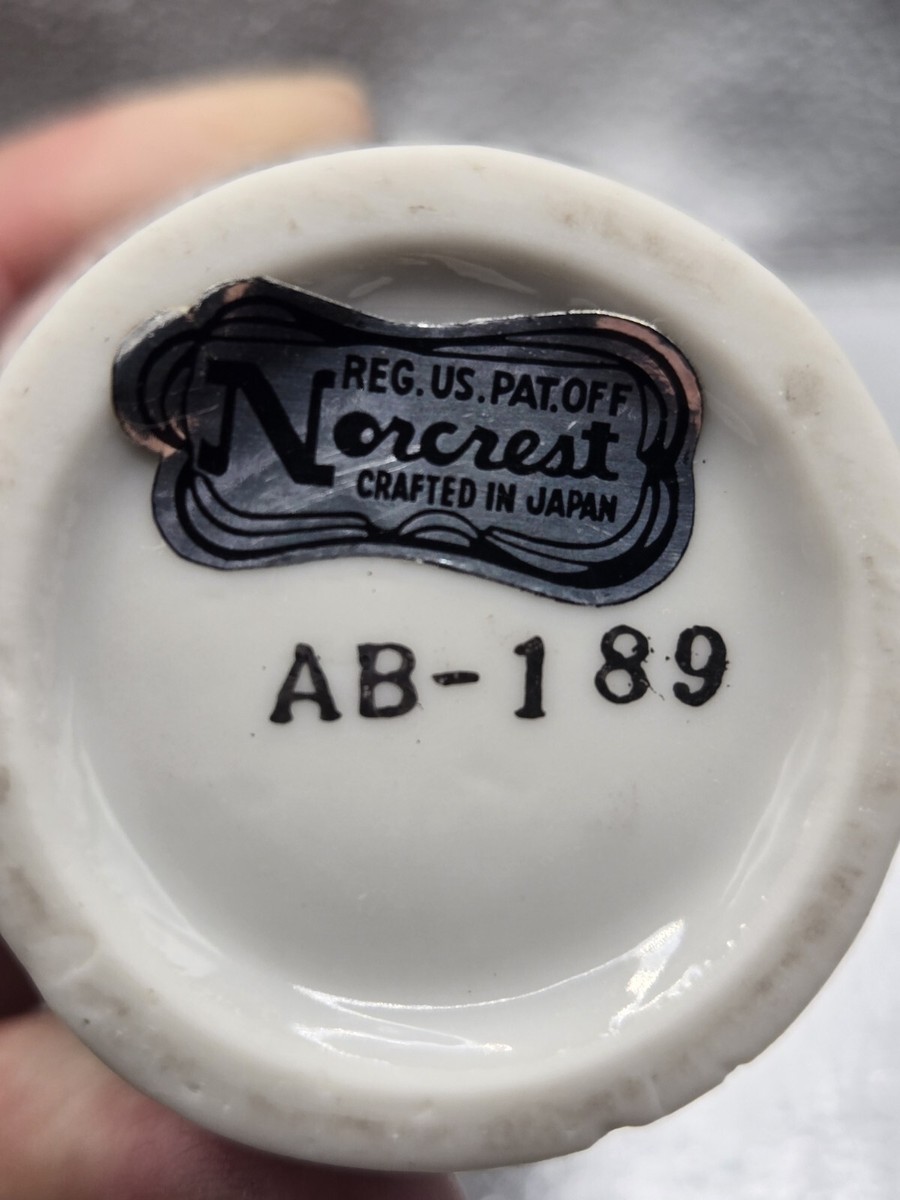 REG. US. PAT. OFF
Norcrest
CRAFTED IN JAPAN
AB-189